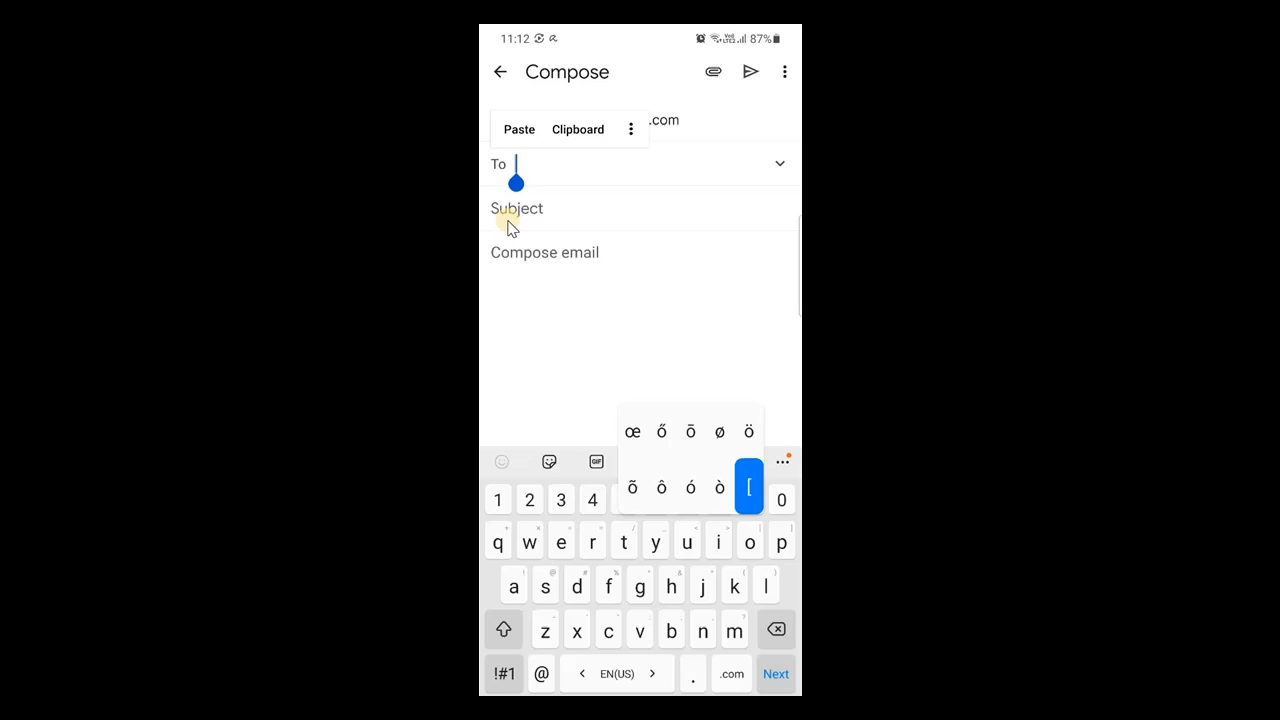 11:12 87%
Compose
.com
Paste Clipboard
To
Subject
Compose email
œ ő ō ø ö
õ ô ó ò [
GIF
1 2 3 4 0
q w e r t y u i o p
a s d f g h j k l
z x c v b n m
!#1 @ < EN(US) > . .com Next